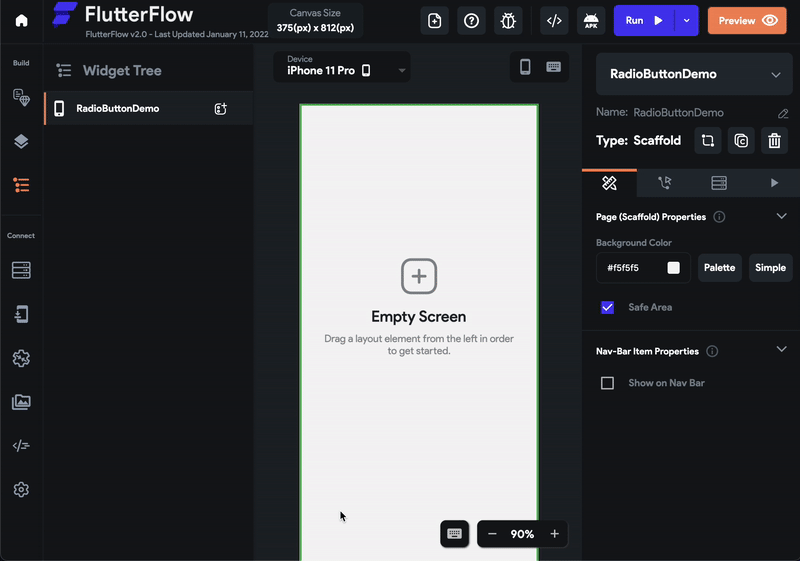 FlutterFlow
FlutterFlow v2.0 - Last Updated January 11, 2022
Canvas Size
375(px) x 812(px)
APK
Run
Preview
Build
Connect
Widget Tree
RadioButtonDemo
Device
iPhone 11 Pro
Empty Screen
Drag a layout element from the left in order
to get started.
90%
RadioButtonDemo
Name: RadioButtonDemo
Type: Scaffold
Page (Scaffold) Properties
Background Color
#f5f5f5
Palette
Simple
Safe Area
Nav-Bar Item Properties
Show on Nav Bar